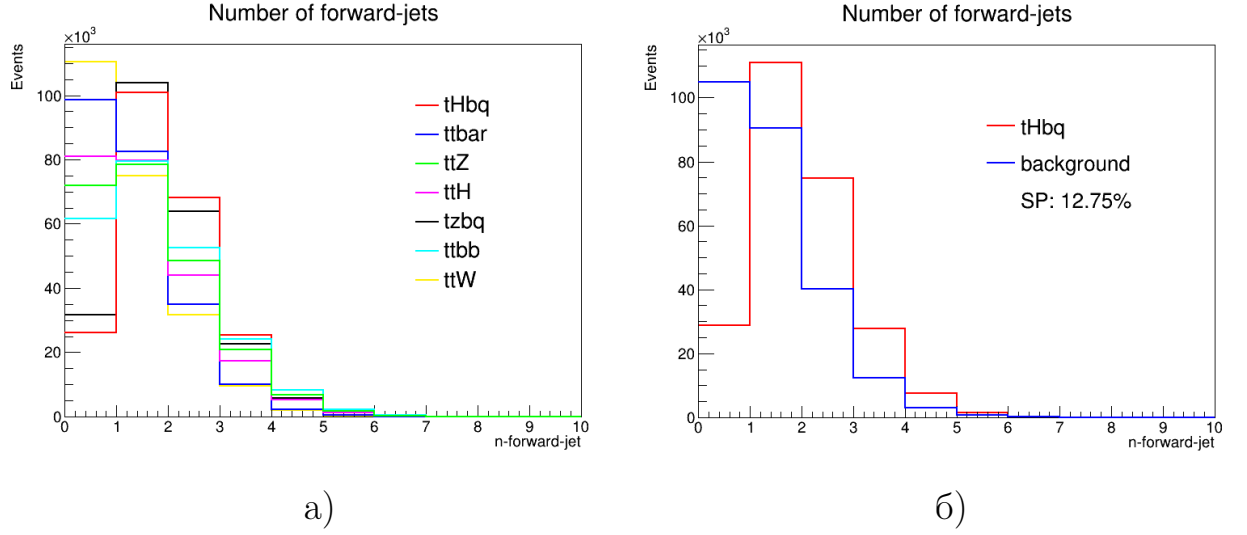 Number of forward-jets
×10³
Events
100
80
60
40
20
0
0 1 2 3 4 5 6 7 8 9 10
n-forward-jet
tHbq
ttbar
ttZ
ttH
tzbq
ttbb
ttW
а)
Number of forward-jets
×10³
Events
100
80
60
40
20
0
0 1 2 3 4 5 6 7 8 9 10
n-forward-jet
tHbq
background
SP: 12.75%
б)